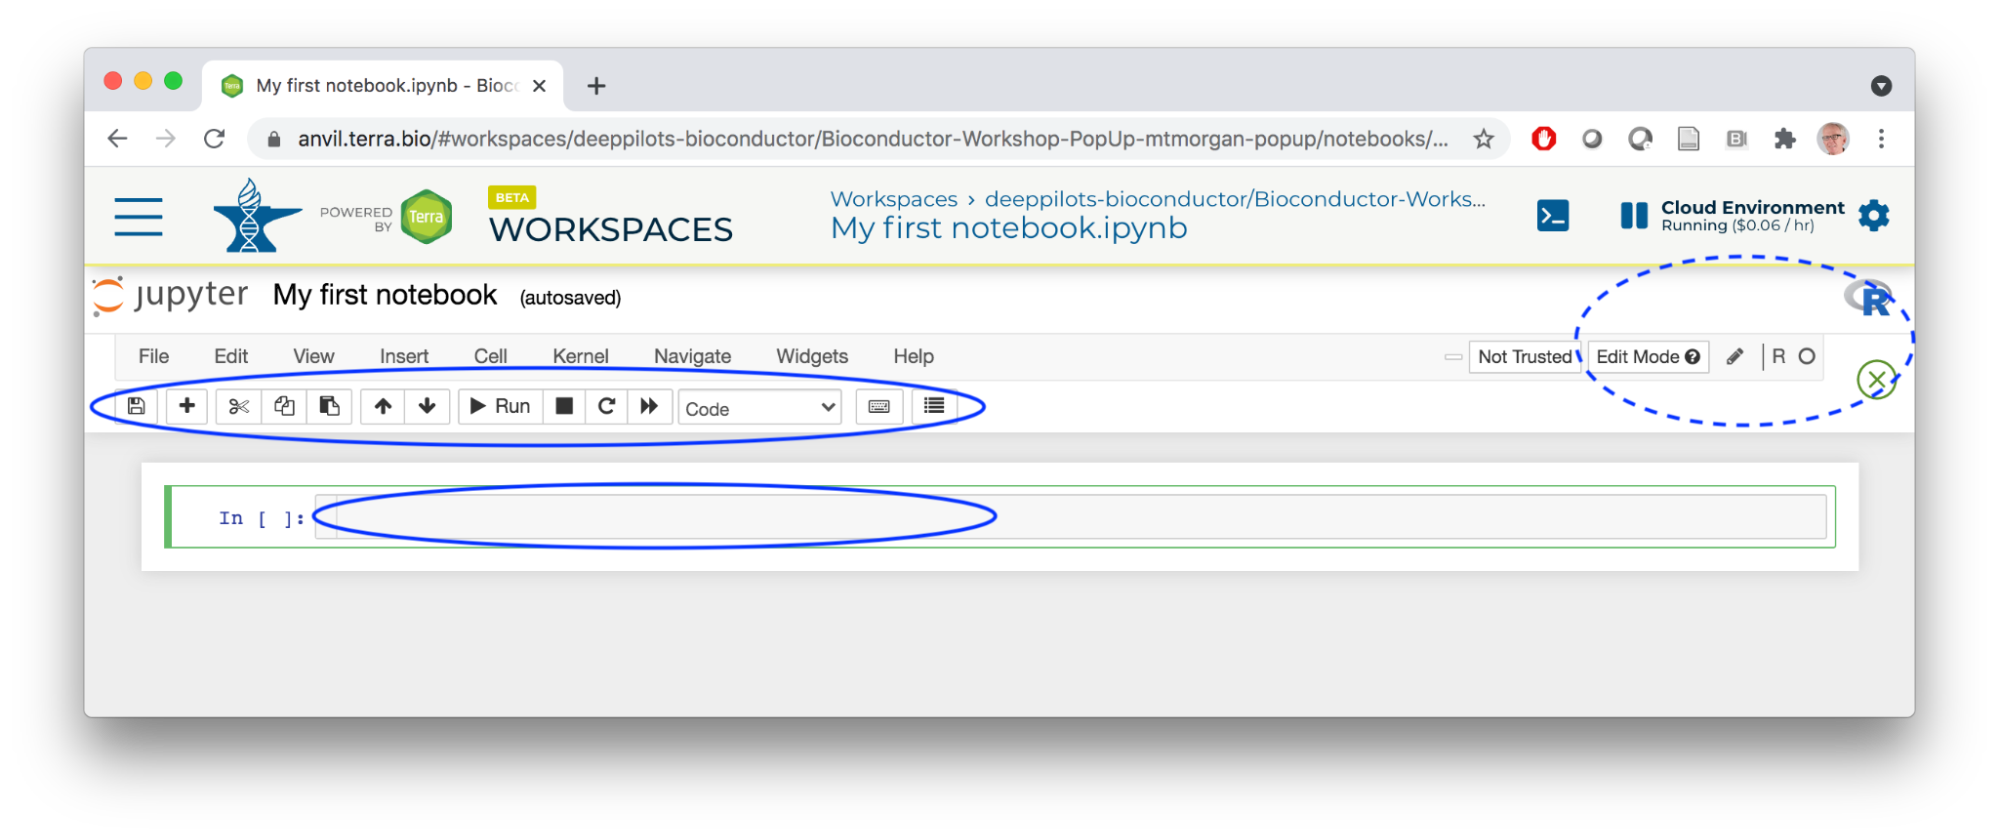 My first notebook.ipynb - Bioc
anvil.terra.bio/#workspaces/deeppilots-bioconductor/Bioconductor-Workshop-PopUp-mtmorgan-popup/notebooks/...
POWERED BY
Terra
BETA
WORKSPACES
Workspaces › deeppilots-bioconductor/Bioconductor-Works...
My first notebook.ipynb
Cloud Environment
Running ($0.06 / hr)
jupyter My first notebook (autosaved)
R
File Edit View Insert Cell Kernel Navigate Widgets Help Not Trusted Edit Mode R
Run Code
In [ ]: